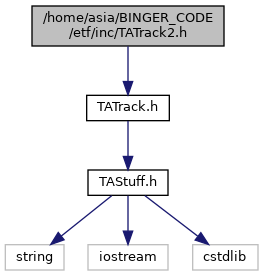 /home/asia/BINGER_CODE
/etf/inc/TATrack2.h
TATrack.h
TAStuff.h
string
iostream
cstdlib